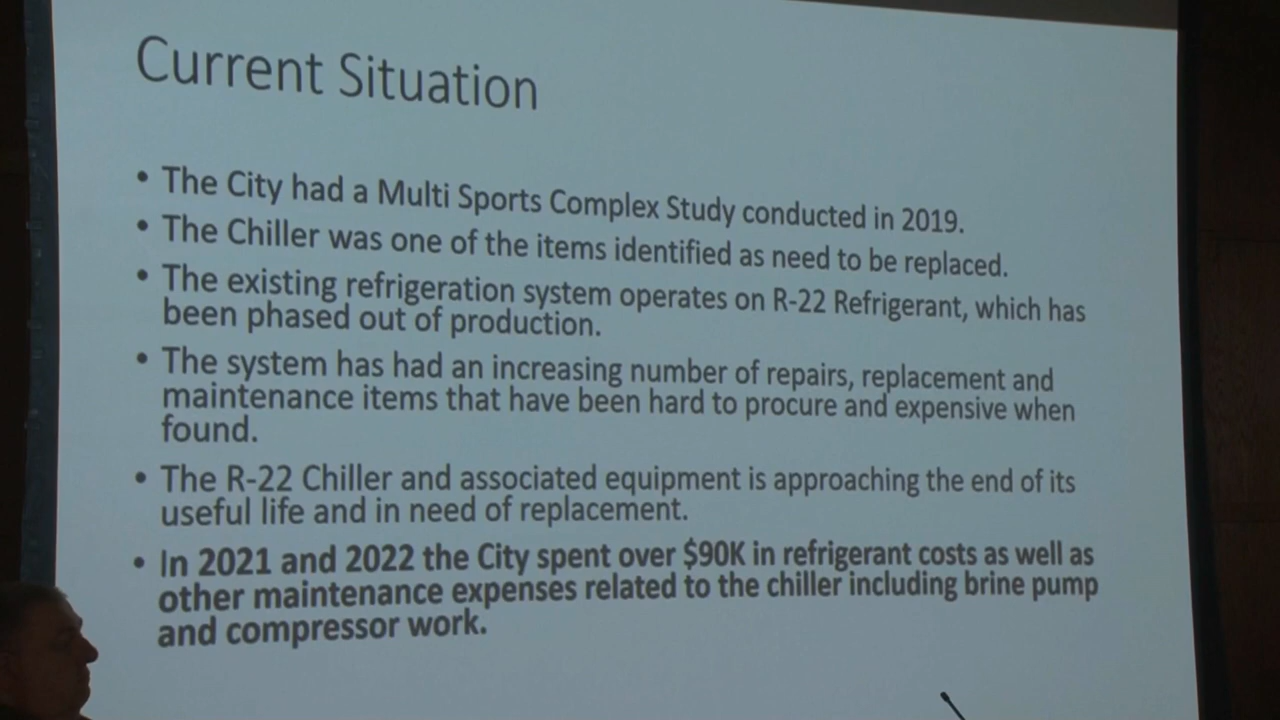 Current Situation
• The City had a Multi Sports Complex Study conducted in 2019.
• The Chiller was one of the items identified as need to be replaced.
• The existing refrigeration system operates on R-22 Refrigerant, which has
been phased out of production.
• The system has had an increasing number of repairs, replacement and
maintenance items that have been hard to procure and expensive when
found.
• The R-22 Chiller and associated equipment is approaching the end of its
useful life and in need of replacement.
• In 2021 and 2022 the City spent over $90K in refrigerant costs as well as
other maintenance expenses related to the chiller including brine pump
and compressor work.